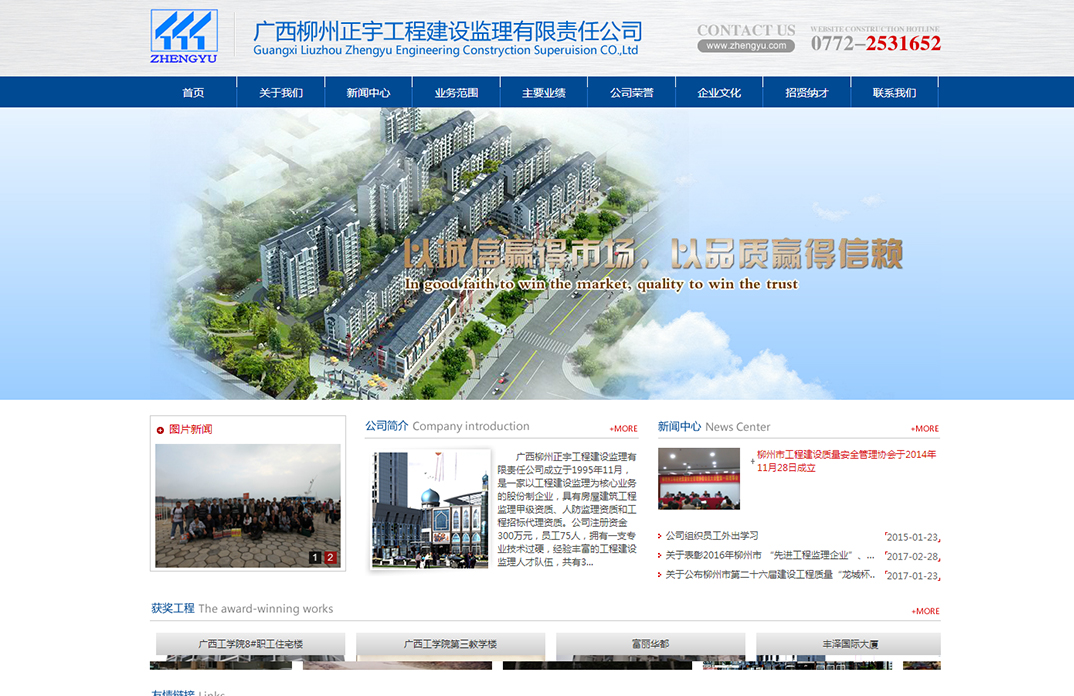 ZHENGYU
广西柳州正宇工程建设监理有限责任公司
Guangxi Liuzhou Zhengyu Engineering Constryction Superuision CO.,Ltd
CONTACT US
www.zhengyu.com
WEBSITE CONSTRUCTION HOTLINE
0772-2531652
首页 关于我们 新闻中心 业务范围 主要业绩 公司荣誉 企业文化 招贤纳才 联系我们
以诚信赢得市场，以品质赢得信赖
In good faith to win the market, quality to win the trust
图片新闻
1 2
公司简介 Company introduction
+MORE
广西柳州正宇工程建设监理有
限责任公司成立于1995年11月，
是一家以工程建设监理为核心业务
的股份制企业，具有房屋建筑工程
监理甲级资质、人防监理资质和工
程招标代理资质。公司注册资金
300万元，员工75人，拥有一支专
业技术过硬，经验丰富的工程建设
监理人才队伍，共有3...
新闻中心 News Center
+MORE
柳州市工程建设质量安全管理协会于2014年
11月28日成立
公司组织员工外出学习 「2015-01-23」
关于表彰2016年柳州市 “先进工程监理企业”、... 「2017-02-28」
关于公布柳州市第二十六届建设工程质量“龙城杯.. 「2017-01-23」
获奖工程 The award-winning works
+MORE
广西工学院8#职工住宅楼 广西工学院第三教学楼 富丽华都 丰泽国际大厦
友情链接 Links